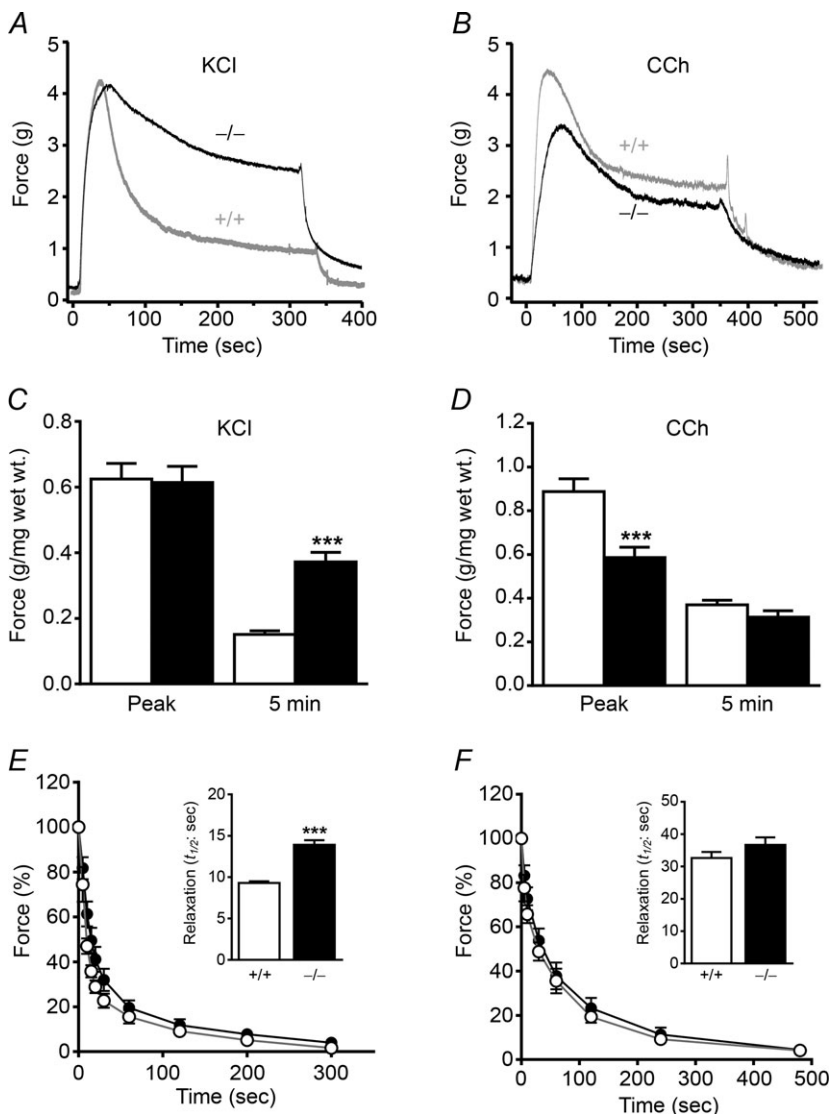 A
KCl
5
4
3
2
1
0
Force (g)
–/–
+/+
0 100 200 300 400
Time (sec)
B
CCh
5
4
3
2
1
0
Force (g)
+/+
–/–
0 100 200 300 400 500
Time (sec)
C
KCl
0.8
0.6
0.4
0.2
0.0
Force (g/mg wet wt.)
***
Peak 5 min
D
CCh
1.2
1.0
0.8
0.6
0.4
0.2
0.0
Force (g/mg wet wt.)
***
Peak 5 min
E
120
100
80
60
40
20
0
Force (%)
0 100 200 300
Time (sec)
20
15
10
5
0
Relaxation (t1/2: sec)
***
+/+ –/–
F
120
100
80
60
40
20
0
Force (%)
0 100 200 300 400 500
Time (sec)
50
40
30
20
10
0
Relaxation (t1/2: sec)
+/+ –/–